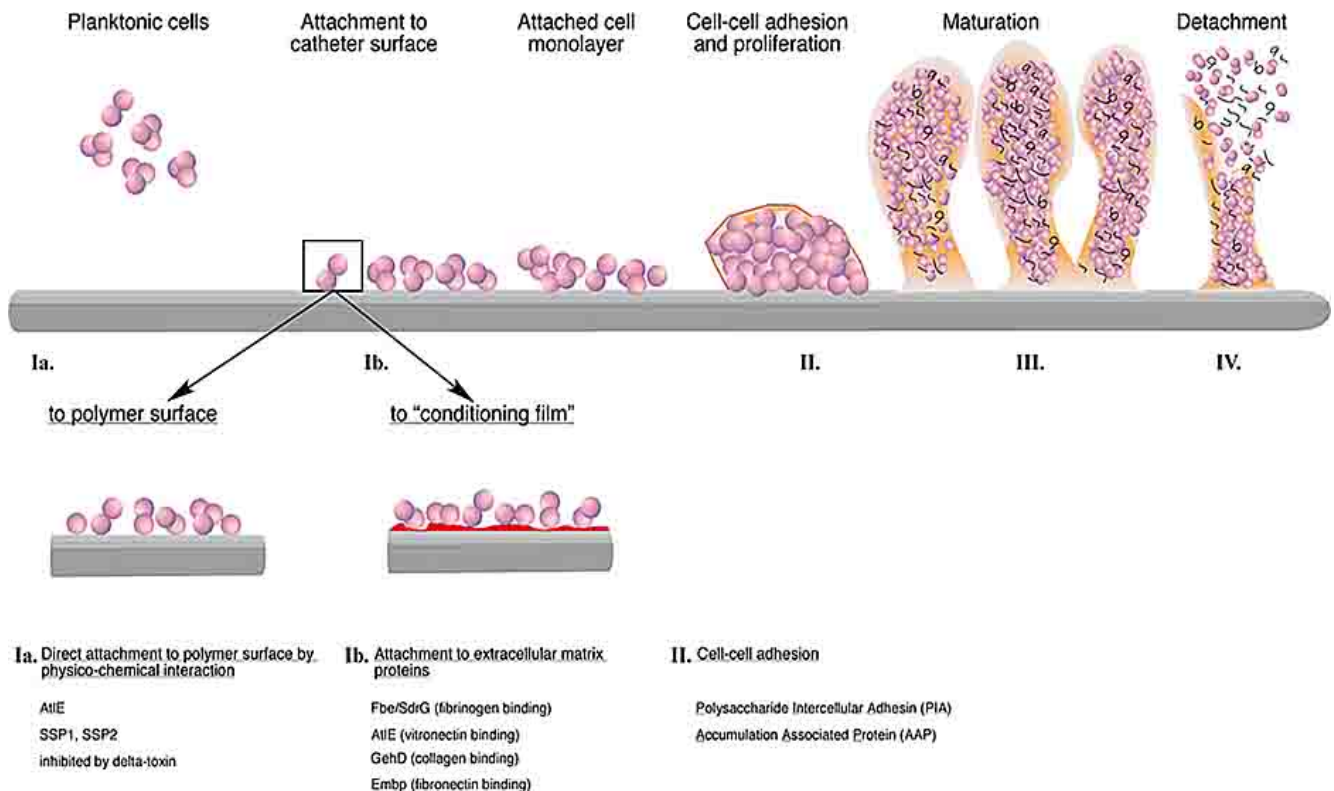 Planktonic cells
Attachment to
catheter surface
Attached cell
monolayer
Cell-cell adhesion
and proliferation
Maturation
Detachment
Ia.
Ib.
II.
III.
IV.
to polymer surface
to “conditioning film”
Ia. Direct attachment to polymer surface by
physico-chemical interaction
AtlE
SSP1, SSP2
inhibited by delta-toxin
Ib. Attachment to extracellular matrix
proteins
Fbe/SdrG (fibrinogen binding)
AtlE (vitronectin binding)
GehD (collagen binding)
Embp (fibronectin binding)
II. Cell-cell adhesion
Polysaccharide Intercellular Adhesin (PIA)
Accumulation Associated Protein (AAP)